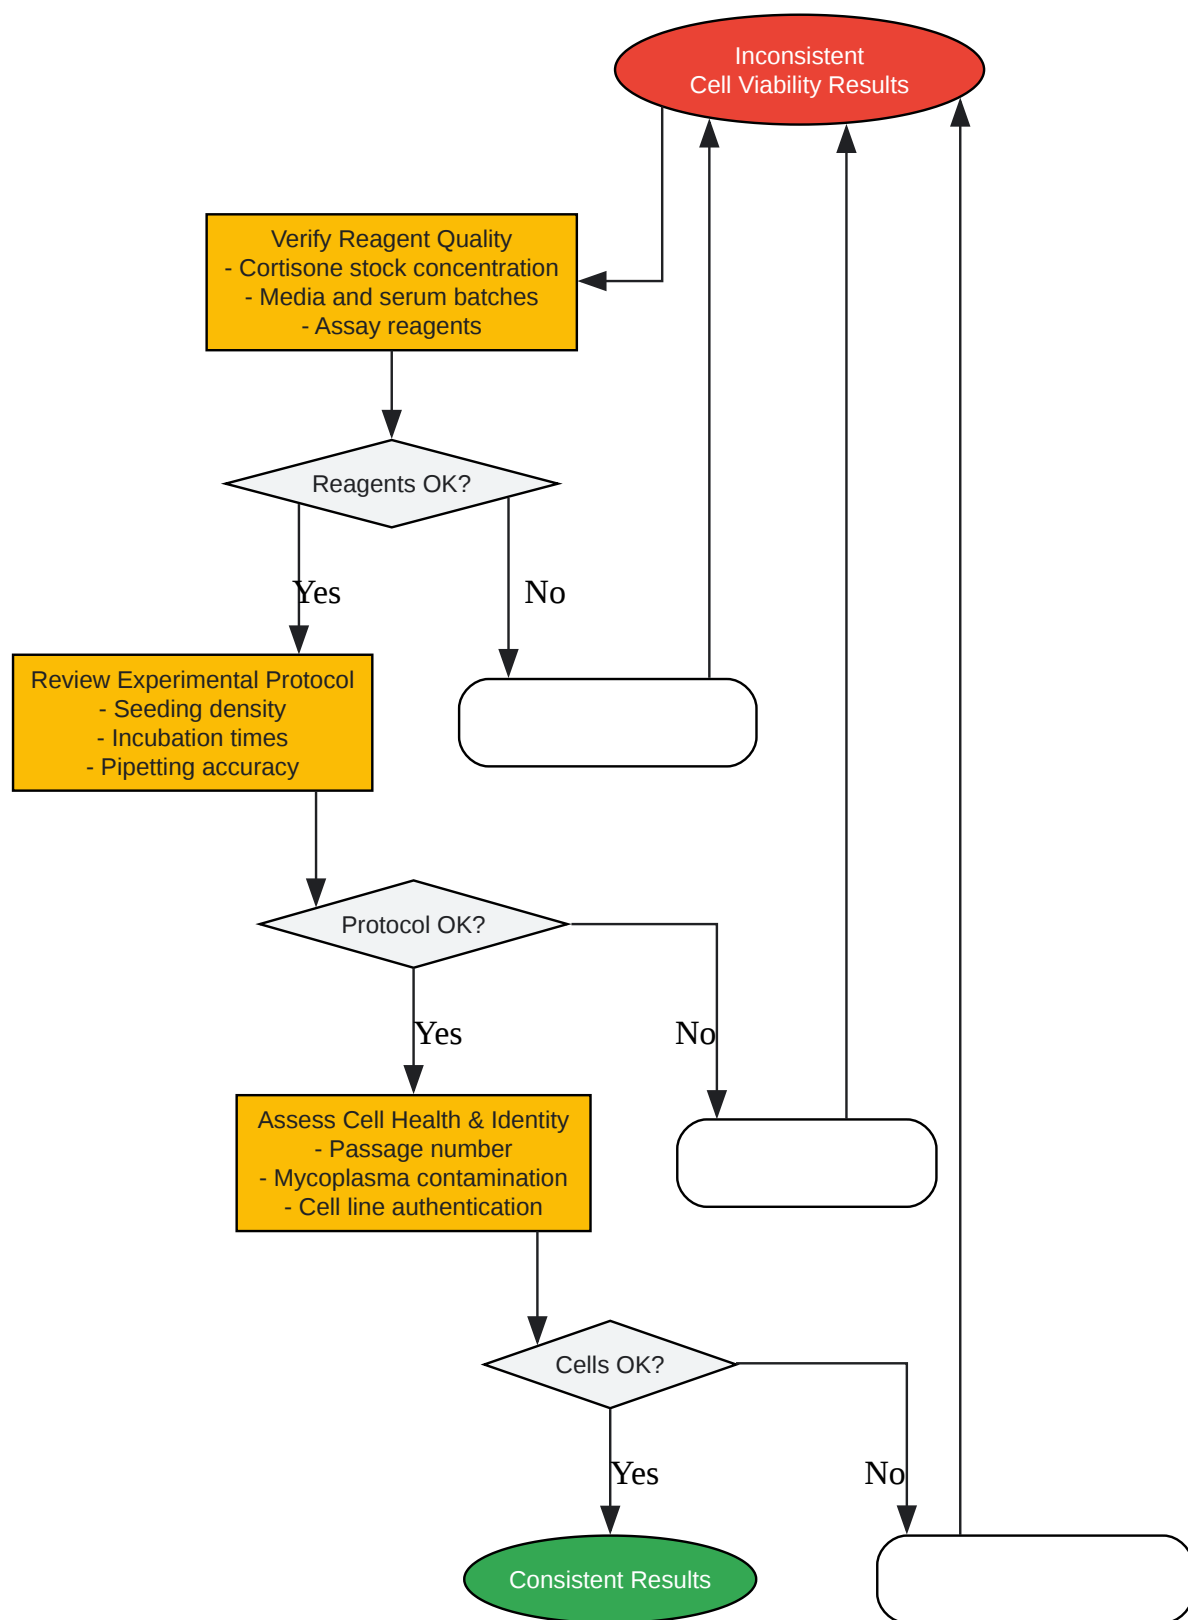 Inconsistent
Cell Viability Results
Verify Reagent Quality
- Cortisone stock concentration
- Media and serum batches
- Assay reagents
Reagents OK?
Yes
No
Review Experimental Protocol
- Seeding density
- Incubation times
- Pipetting accuracy
Protocol OK?
Yes
No
Assess Cell Health & Identity
- Passage number
- Mycoplasma contamination
- Cell line authentication
Cells OK?
Yes
No
Consistent Results